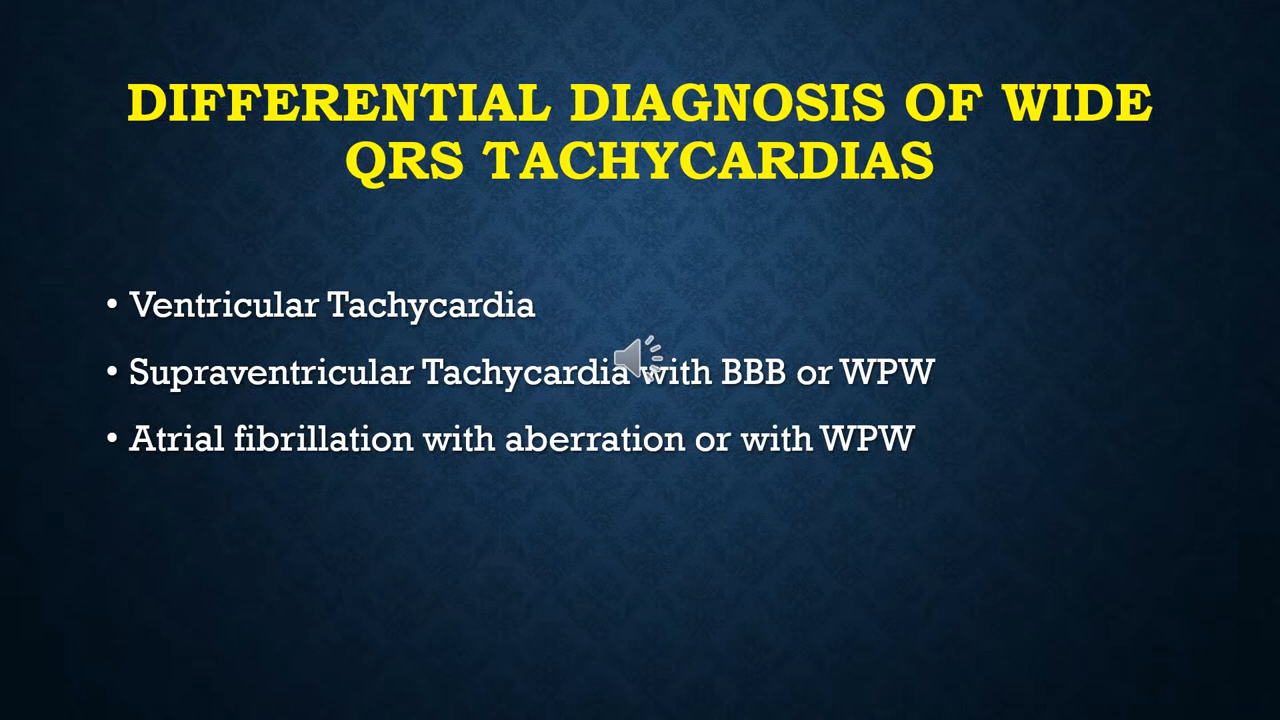 DIFFERENTIAL DIAGNOSIS OF WIDE
QRS TACHYCARDIAS
• Ventricular Tachycardia
• Supraventricular Tachycardia with BBB or WPW
• Atrial fibrillation with aberration or with WPW